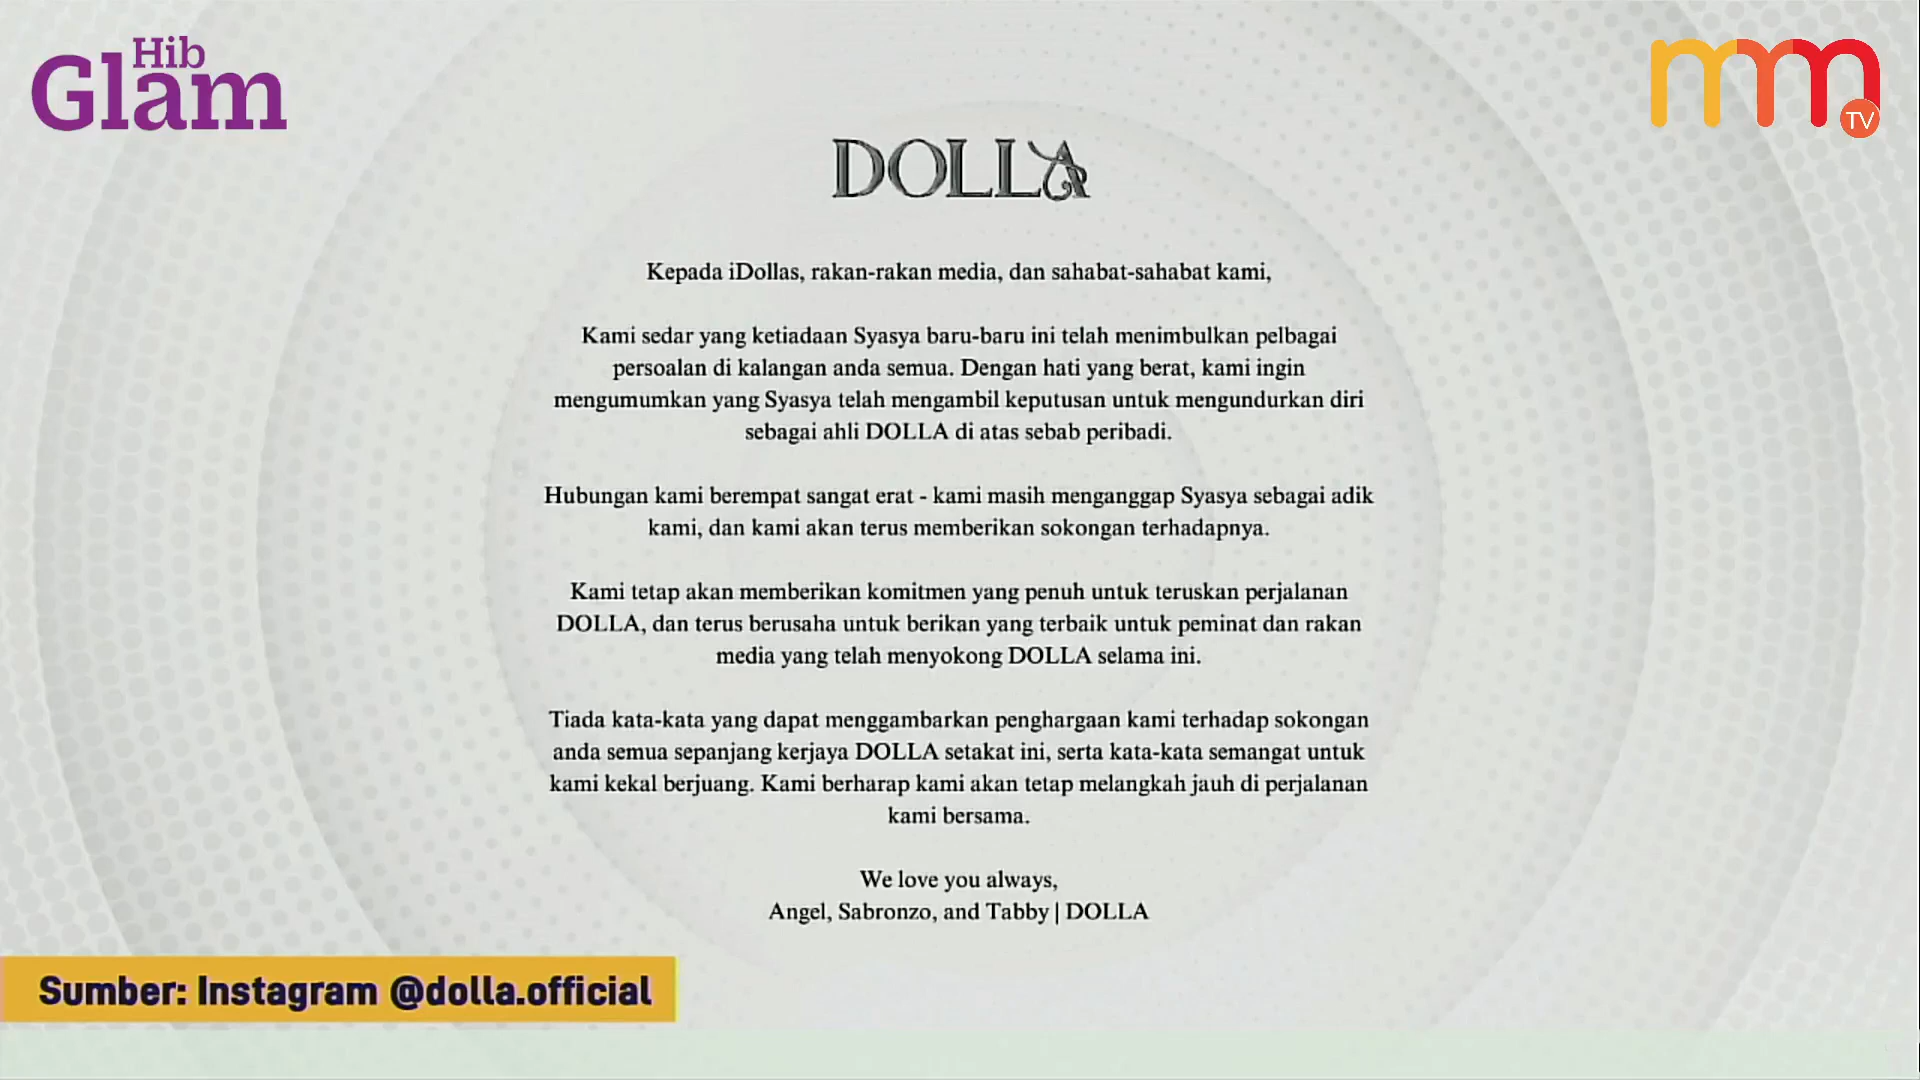 Hib
Glam
mm
TV
DOLLA
Kepada iDollas, rakan-rakan media, dan sahabat-sahabat kami,
Kami sedar yang ketiadaan Syasya baru-baru ini telah menimbulkan pelbagai
persoalan di kalangan anda semua. Dengan hati yang berat, kami ingin
mengumumkan yang Syasya telah mengambil keputusan untuk mengundurkan diri
sebagai ahli DOLLA di atas sebab peribadi.
Hubungan kami berempat sangat erat - kami masih menganggap Syasya sebagai adik
kami, dan kami akan terus memberikan sokongan terhadapnya.
Kami tetap akan memberikan komitmen yang penuh untuk teruskan perjalanan
DOLLA, dan terus berusaha untuk berikan yang terbaik untuk peminat dan rakan
media yang telah menyokong DOLLA selama ini.
Tiada kata-kata yang dapat menggambarkan penghargaan kami terhadap sokongan
anda semua sepanjang kerjaya DOLLA setakat ini, serta kata-kata semangat untuk
kami kekal berjuang. Kami berharap kami akan tetap melangkah jauh di perjalanan
kami bersama.
We love you always,
Angel, Sabronzo, and Tabby | DOLLA
Sumber: Instagram @dolla.official